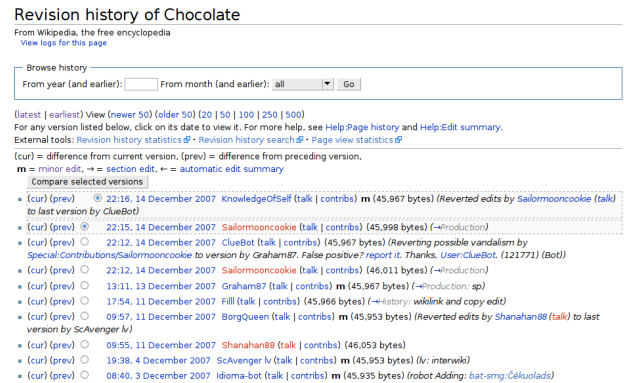 Revision history of Chocolate
From Wikipedia, the free encyclopedia
View logs for this page
Browse history
From year (and earlier): From month (and earlier): all Go
(latest | earliest) View (newer 50) (older 50) (20 | 50 | 100 | 250 | 500)
For any version listed below, click on its date to view it. For more help, see Help:Page history and Help:Edit summary.
External tools: Revision history statistics · Revision history search · Page view statistics
(cur) = difference from current version, (prev) = difference from preceding version,
m = minor edit, → = section edit, ← = automatic edit summary
Compare selected versions
(cur) (prev) 22:16, 14 December 2007 KnowledgeOfSelf (talk | contribs) m (45,967 bytes) (Reverted edits by Sailormooncookie (talk)
to last version by ClueBot)
(cur) (prev) 22:15, 14 December 2007 Sailormooncookie (talk | contribs) (45,998 bytes) (→Production)
(cur) (prev) 22:12, 14 December 2007 ClueBot (talk | contribs) (45,967 bytes) (Reverting possible vandalism by
Special:Contributions/Sailormooncookie to version by Graham87. False positive? report it. Thanks, User:ClueBot. (121771) (Bot))
(cur) (prev) 22:12, 14 December 2007 Sailormooncookie (talk | contribs) (46,011 bytes) (→Production)
(cur) (prev) 13:11, 13 December 2007 Graham87 (talk | contribs) m (45,967 bytes) (→Production: sp)
(cur) (prev) 17:54, 11 December 2007 Filll (talk | contribs) (45,966 bytes) (→History: wikilink and copy edit)
(cur) (prev) 09:57, 11 December 2007 BorgQueen (talk | contribs) m (45,953 bytes) (Reverted edits by Shanahan88 (talk) to last
version by ScAvenger lv)
(cur) (prev) 09:55, 11 December 2007 Shanahan88 (talk | contribs) (46,053 bytes)
(cur) (prev) 19:38, 4 December 2007 ScAvenger lv (talk | contribs) m (45,953 bytes) (lv: interwiki)
(cur) (prev) 08:40, 3 December 2007 Idioma-bot (talk | contribs) m (45,935 bytes) (robot Adding: bat-smg:Čėkuolads)